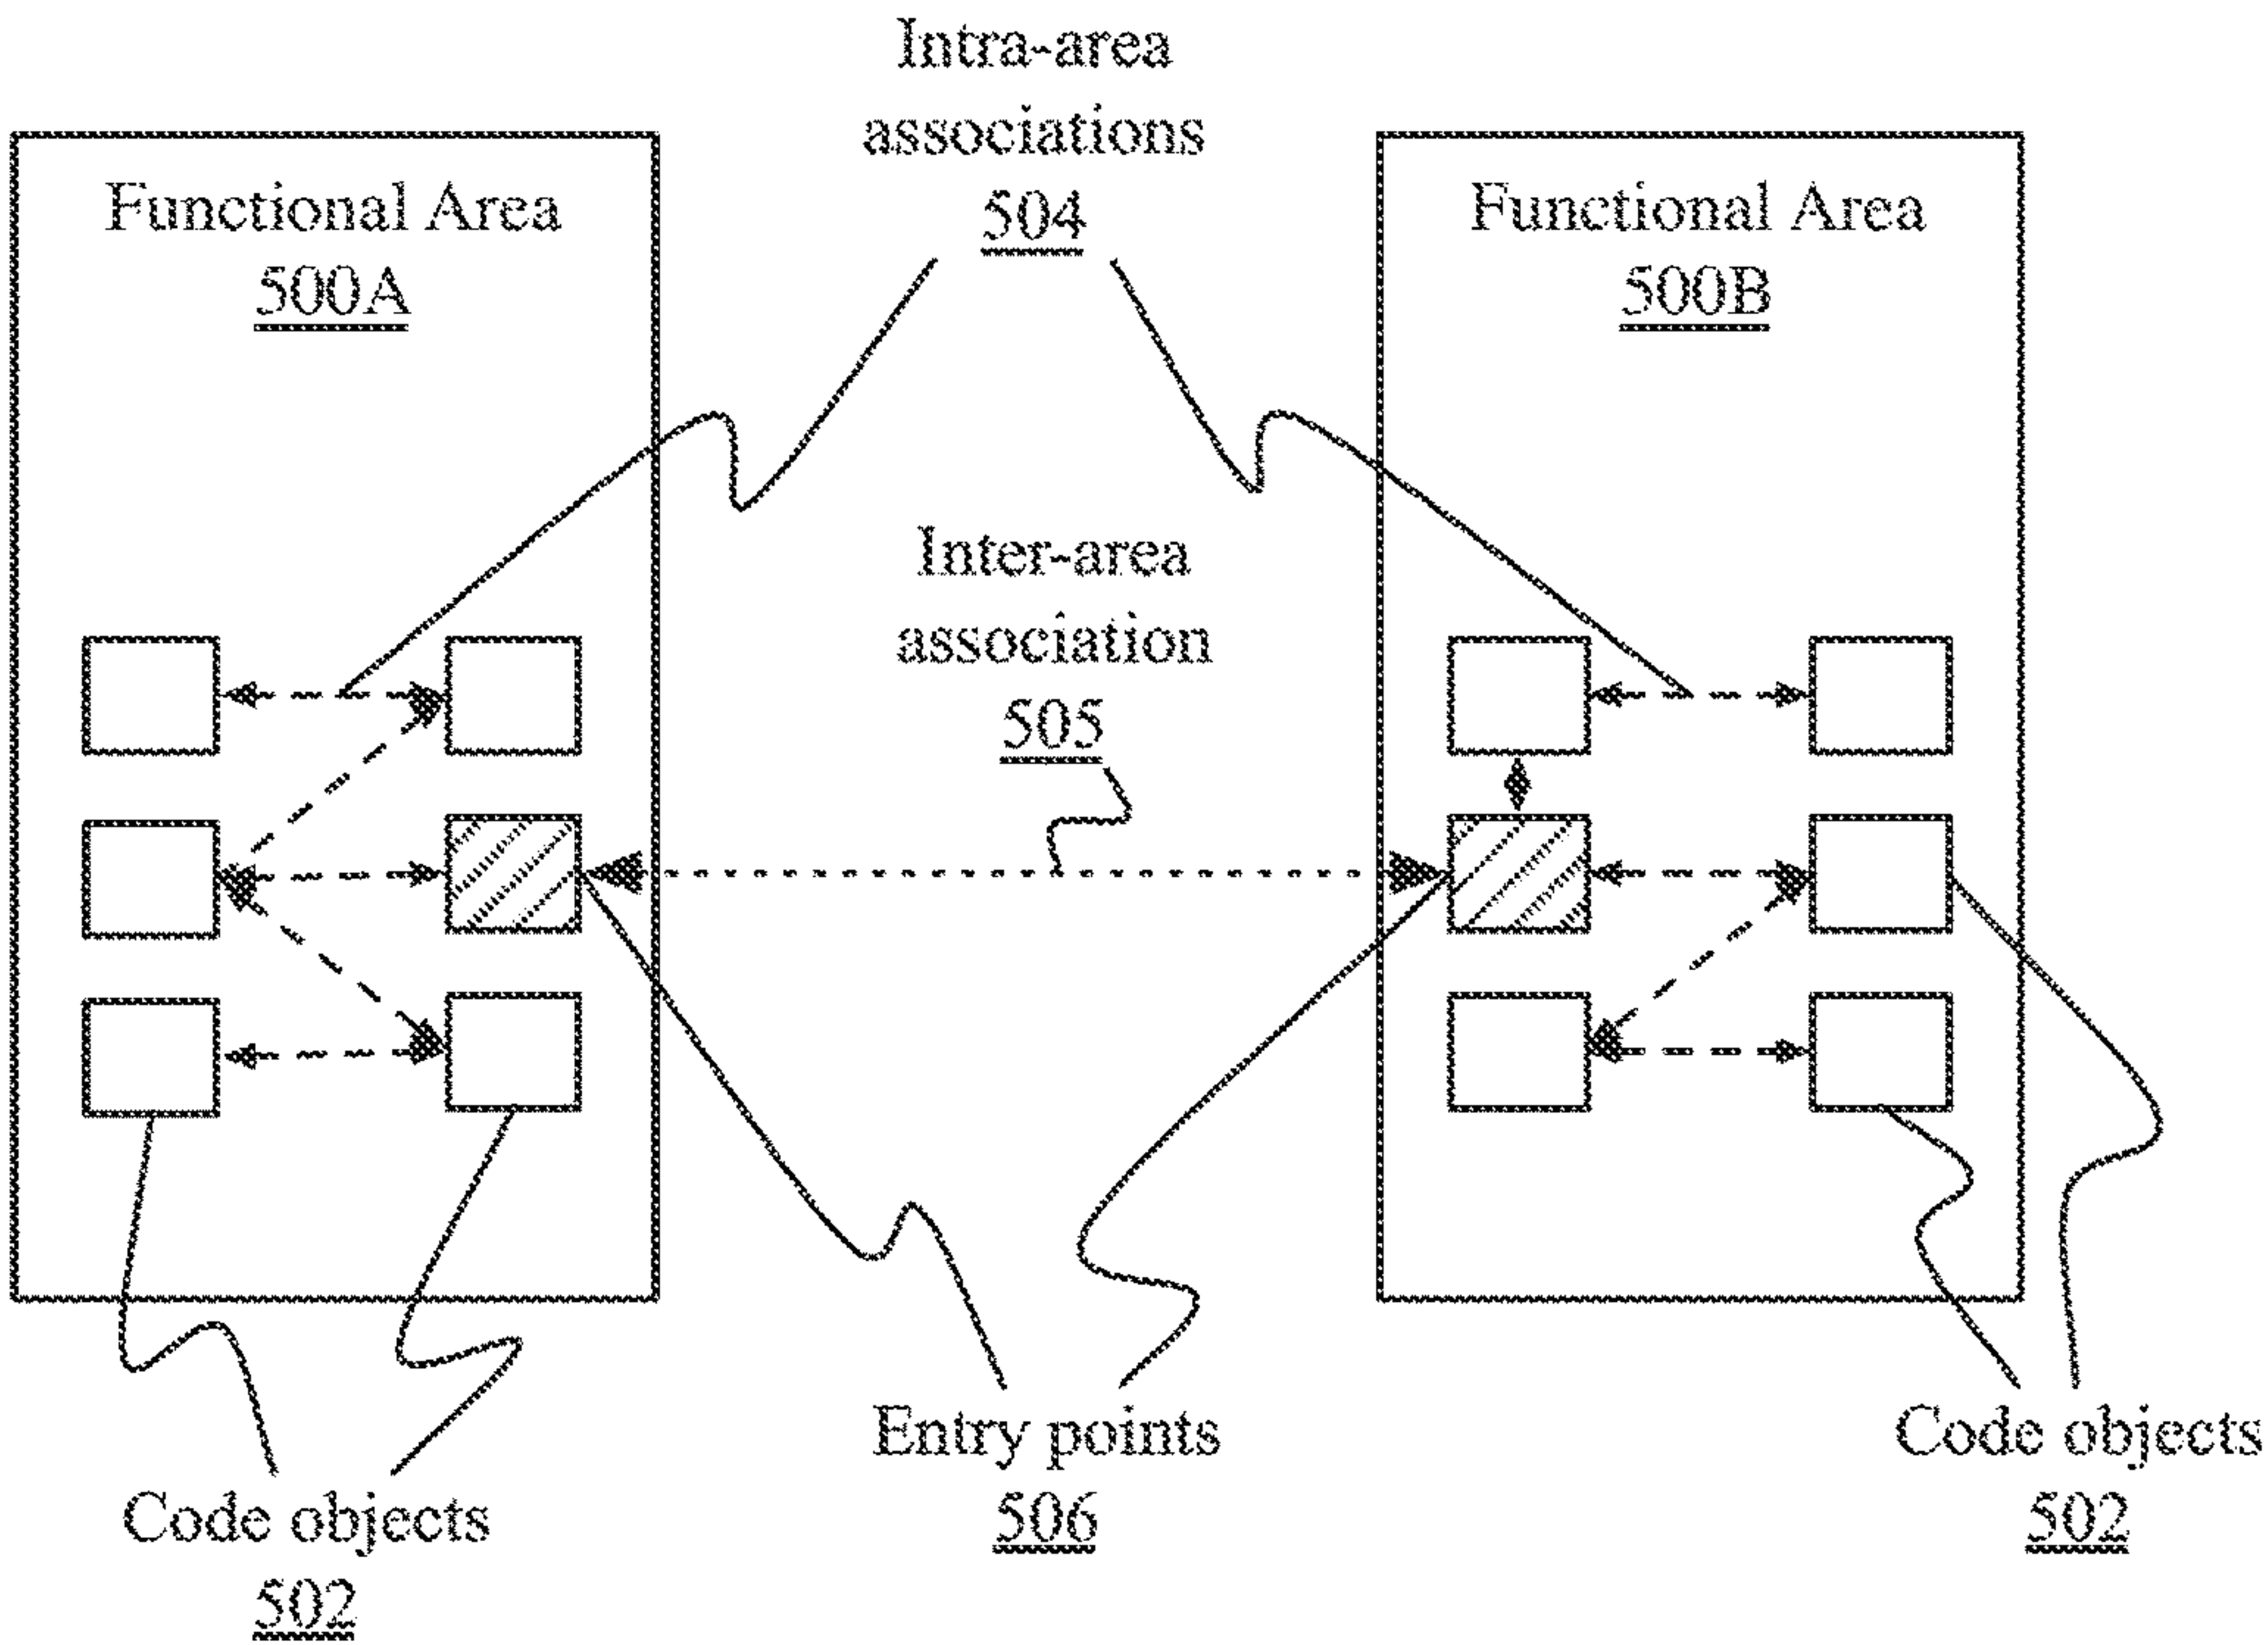 Intra-area
associations
504
Functional Area
500A
Functional Area
500B
Inter-area
association
505
Entry points
506
Code objects
502
Code objects
502